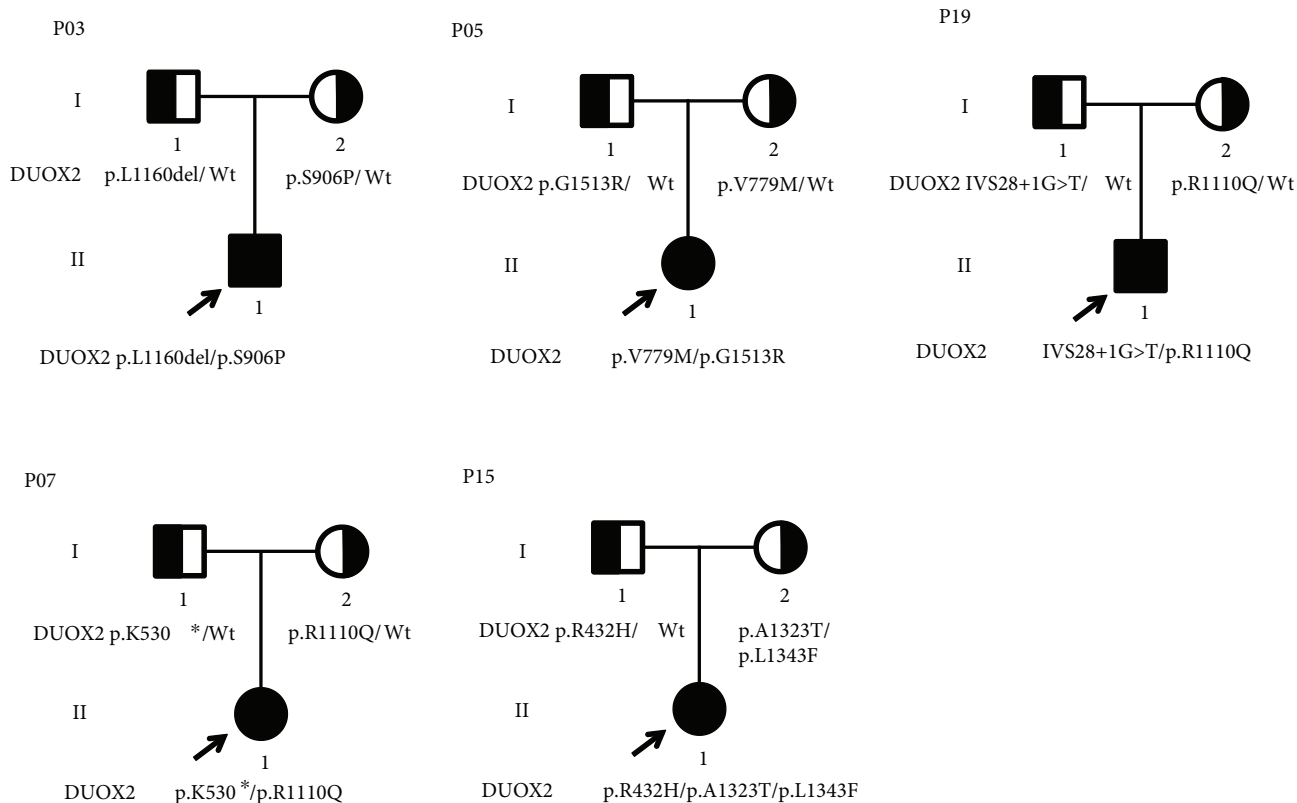 P03
I
1 2
DUOX2 p.L1160del/ Wt p.S906P/ Wt
II
1
DUOX2 p.L1160del/p.S906P
P05
I
1 2
DUOX2 p.G1513R/ Wt p.V779M/Wt
II
1
DUOX2 p.V779M/p.G1513R
P19
I
1 2
DUOX2 IVS28+1G>T/ Wt p.R1110Q/Wt
II
1
DUOX2 IVS28+1G>T/p.R1110Q
P07
I
1 2
DUOX2 p.K530 */Wt p.R1110Q/Wt
II
1
DUOX2 p.K530 */p.R1110Q
P15
I
1 2
DUOX2 p.R432H/ Wt p.A1323T/
p.L1343F
II
1
DUOX2 p.R432H/p.A1323T/p.L1343F